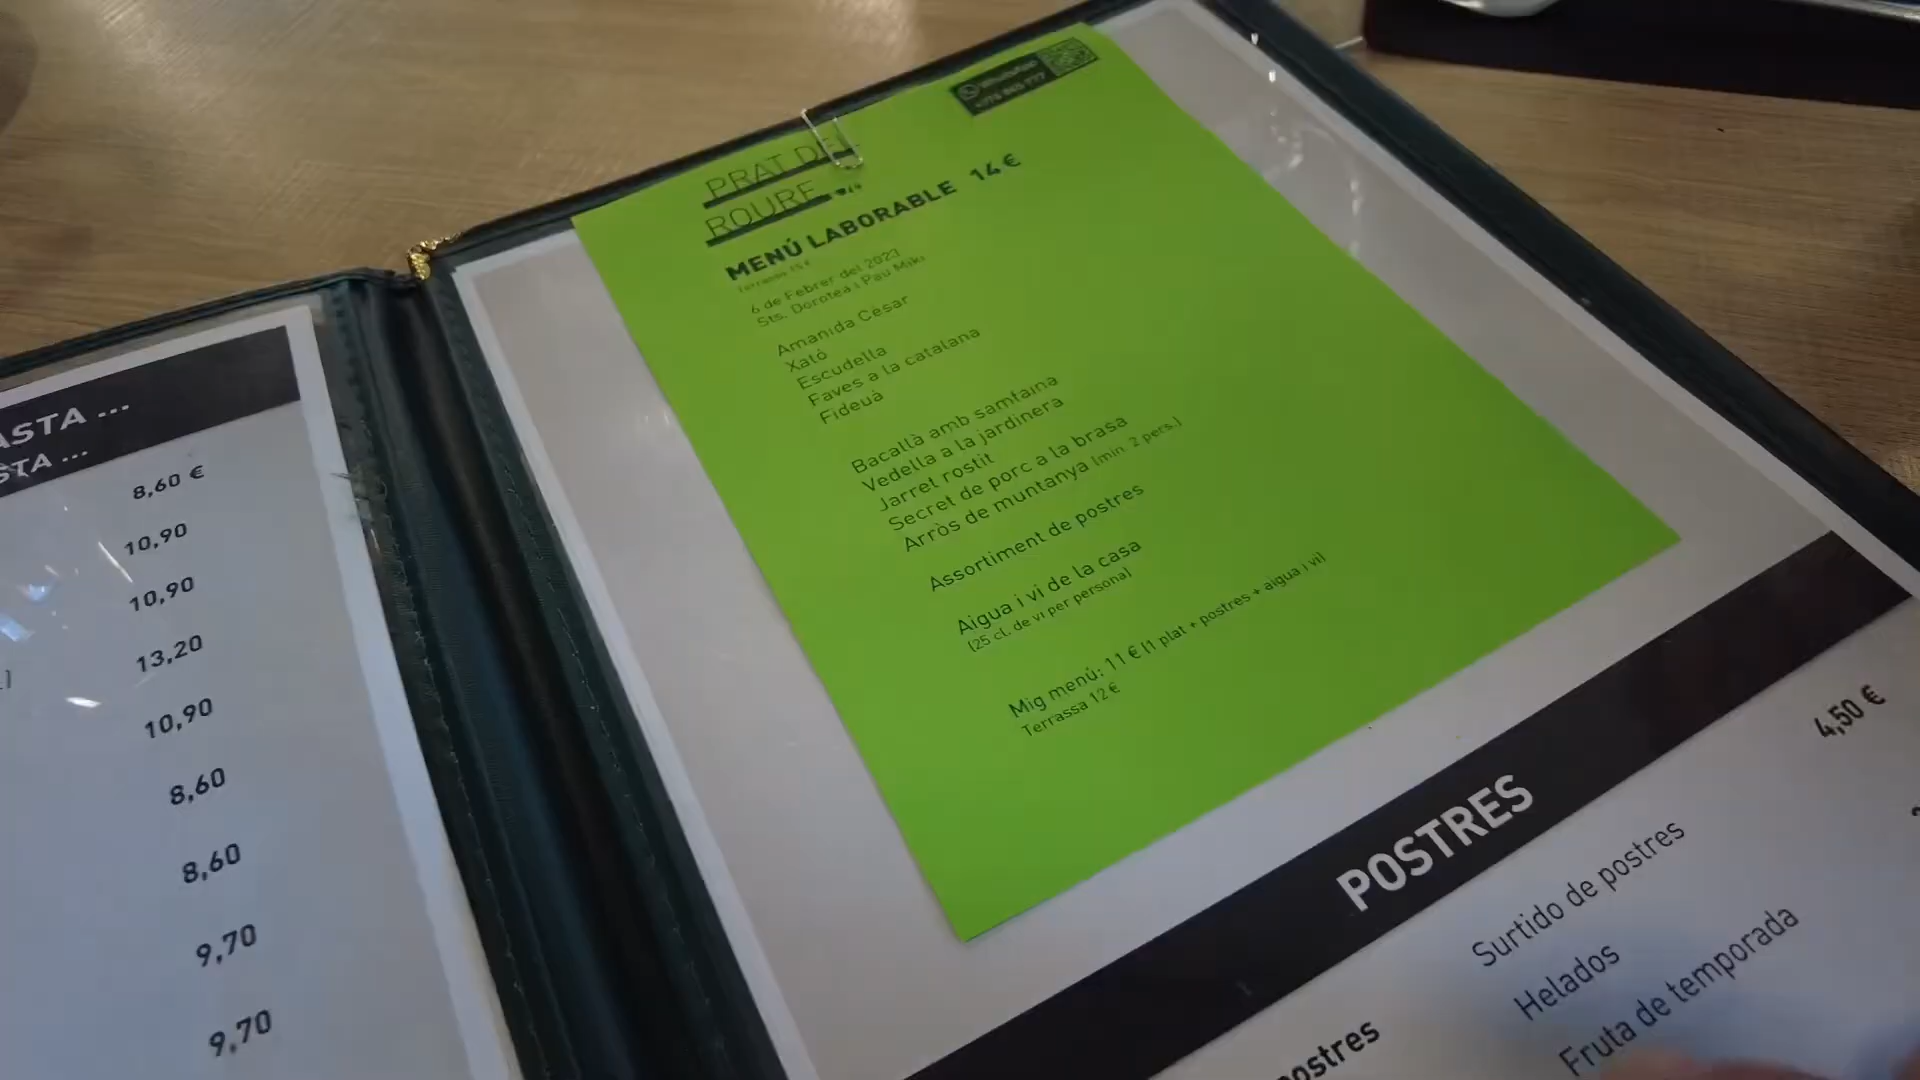 ASTA ...
STA ...
8,60 €
10,90
10,90
13,20
10,90
8,60
8,60
9,70
9,70
WhatsApp
PRAT DEL
ROURE
MENÚ LABORABLE 14€
Terrassa 15 €
6 de Febrer del 2023
Sts. Dorotea i Pau Miki
Amanida Cèsar
Xató
Escudella
Faves a la catalana
Fideuà
Bacallà amb samfaina
Vedella a la jardinera
Jarret rostit
Secret de porc a la brasa
Arròs de muntanya (min. 2 pers.)
Assortiment de postres
Aigua i vi de la casa
(25 cl. de vi per persona)
Mig menú: 11 € (1 plat + postres + aigua i vi)
Terrassa 12 €
POSTRES
4,50 €
Surtido de postres
Helados
Fruta de temporada
postres